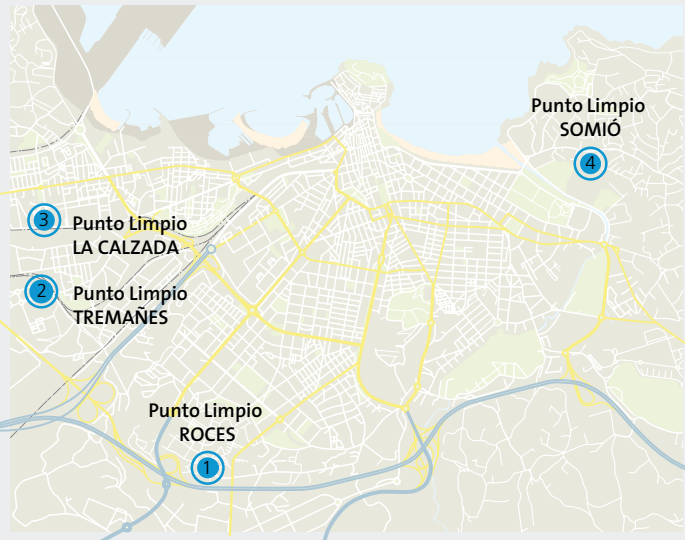 Punto Limpio
SOMIÓ
4
3
Punto Limpio
LA CALZADA
2
Punto Limpio
TREMAÑES
Punto Limpio
ROCES
1